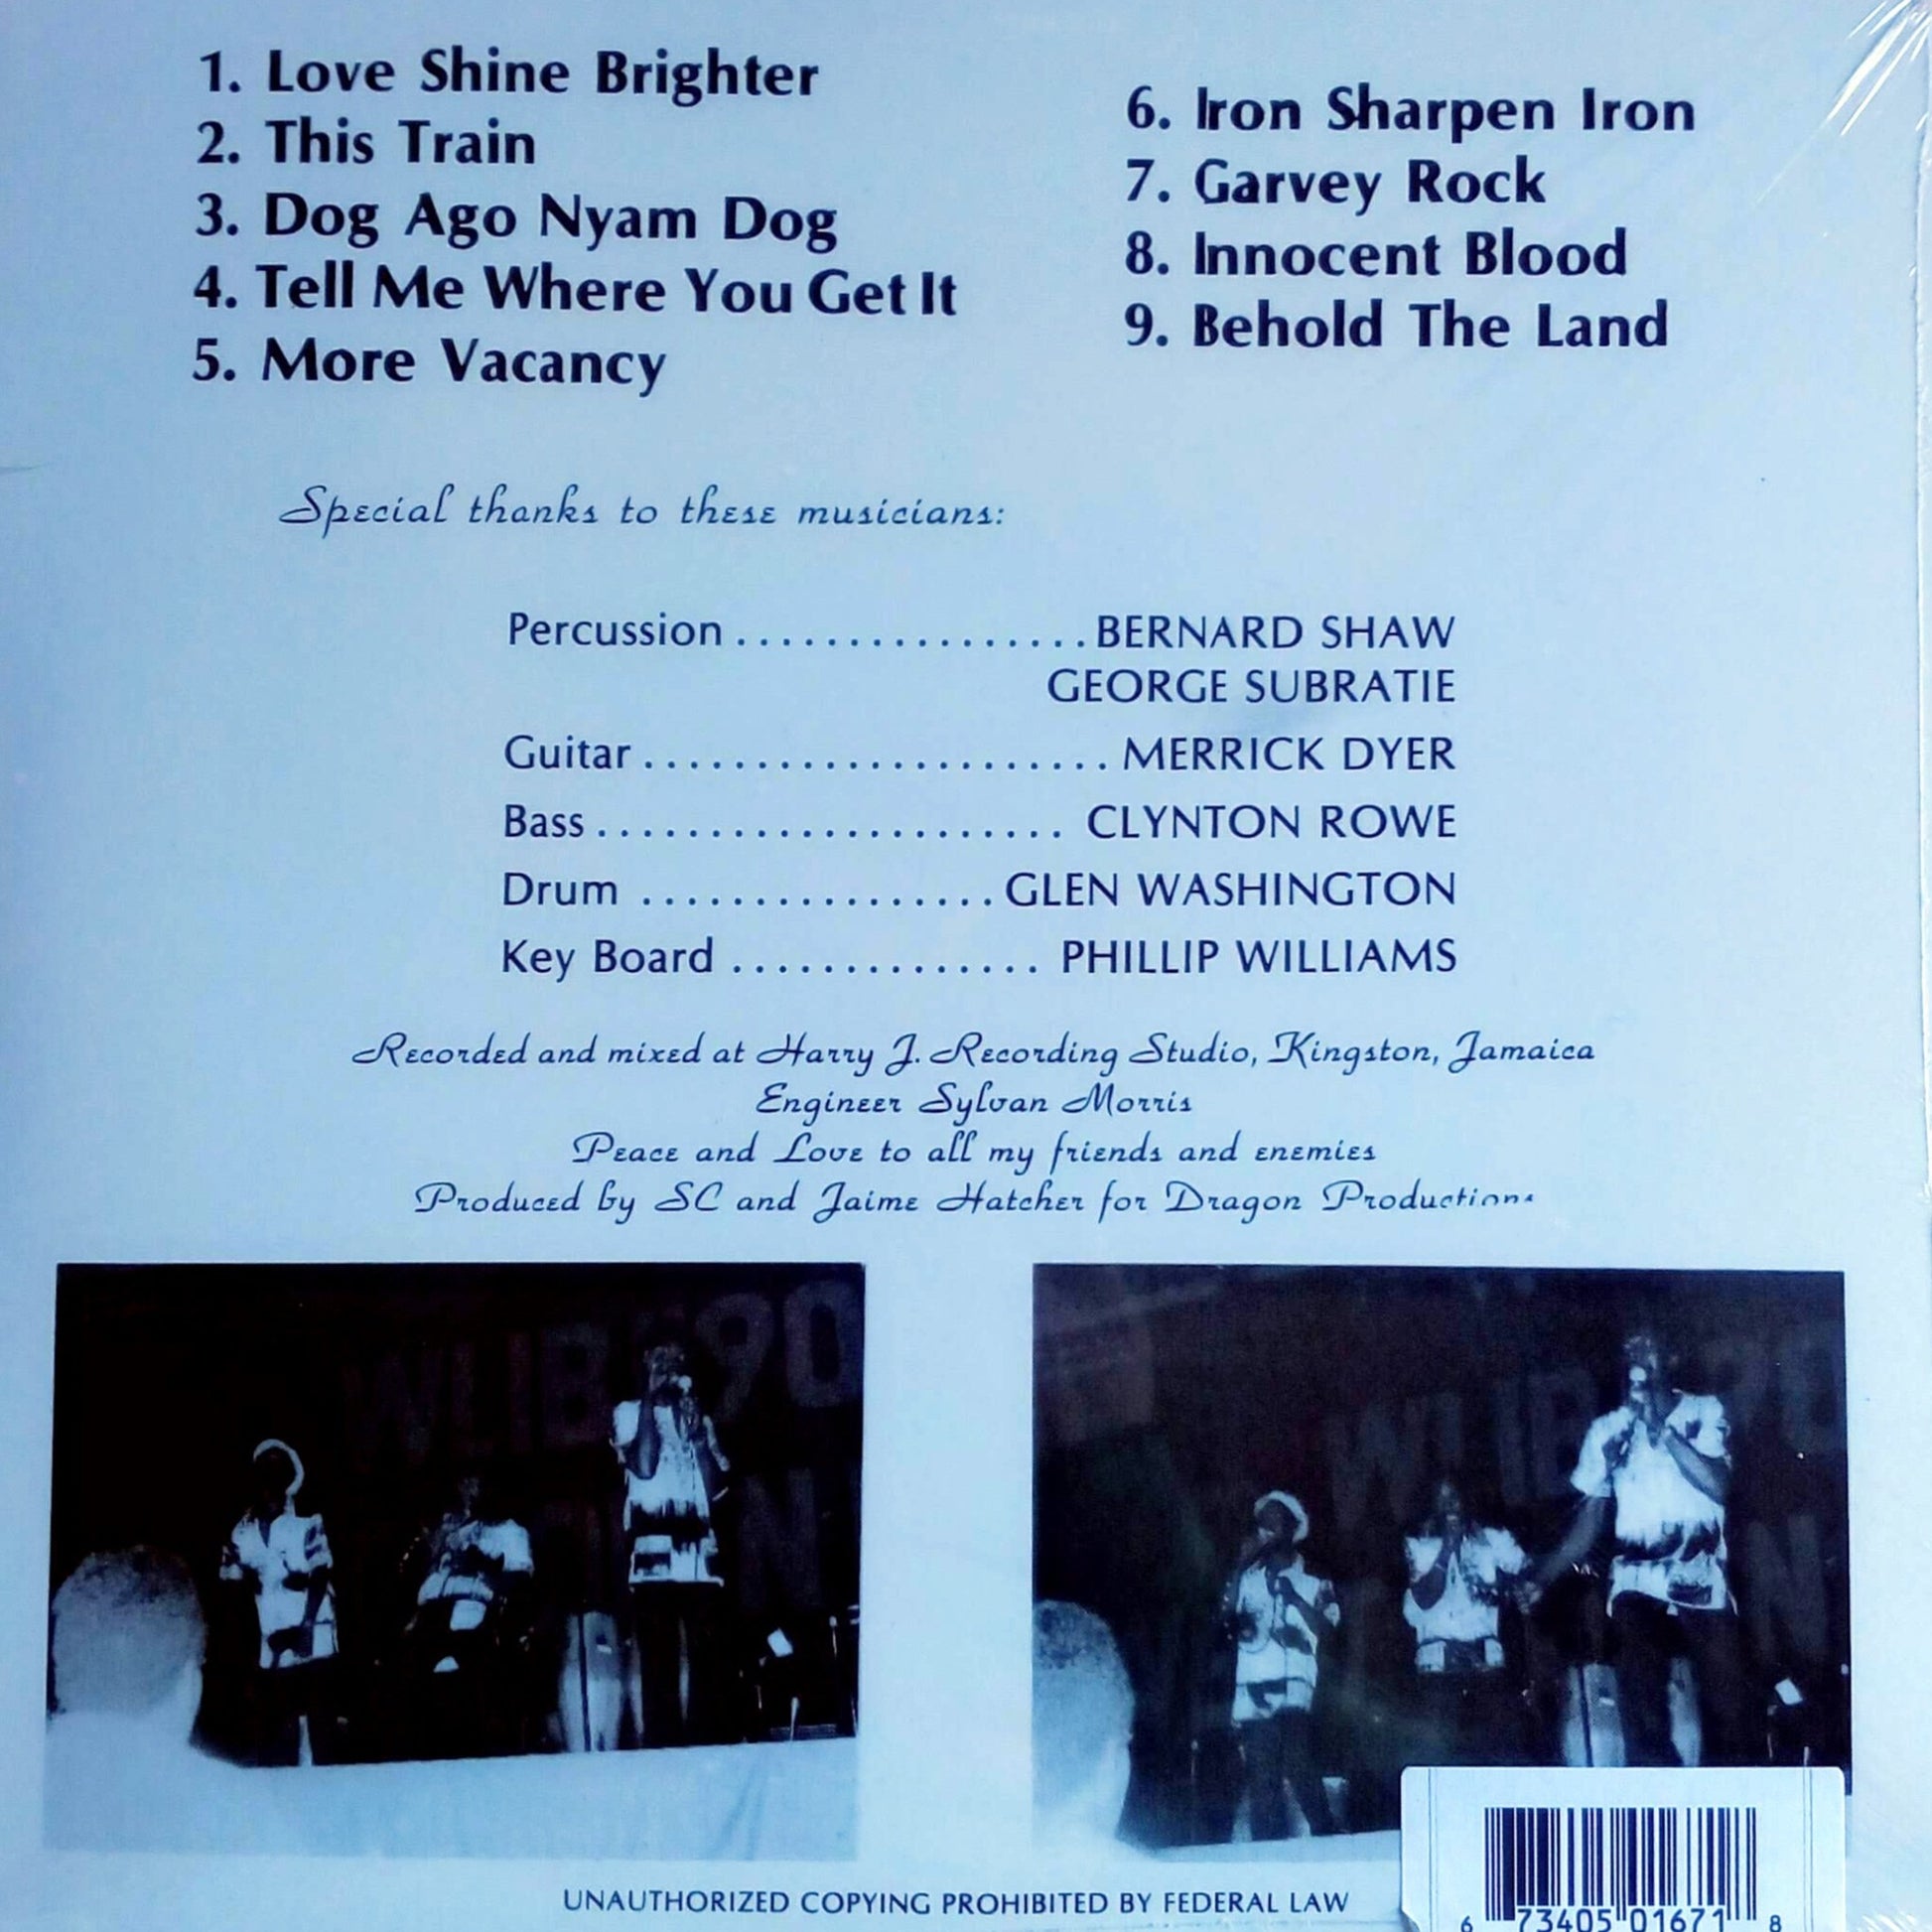 1. Love Shine Brighter
2. This Train
3. Dog Ago Nyam Dog
4. Tell Me Where You Get It
5. More Vacancy
6. Iron Sharpen Iron
7. Garvey Rock
8. Innocent Blood
9. Behold The Land
Special thanks to these musicians:
Percussion ................ BERNARD SHAW
GEORGE SUBRATIE
Guitar ..................... MERRICK DYER
Bass ..................... CLYNTON ROWE
Drum ................ GLEN WASHINGTON
Key Board .............. PHILLIP WILLIAMS
Recorded and mixed at Harry J. Recording Studio, Kingston, Jamaica
Engineer Sylvan Morris
Peace and Love to all my friends and enemies
Produced by SC and Jaime Hatcher for Dragon Productions
WLIB
90
WLIB
UNAUTHORIZED COPYING PROHIBITED BY FEDERAL LAW
6 73405 01671 8